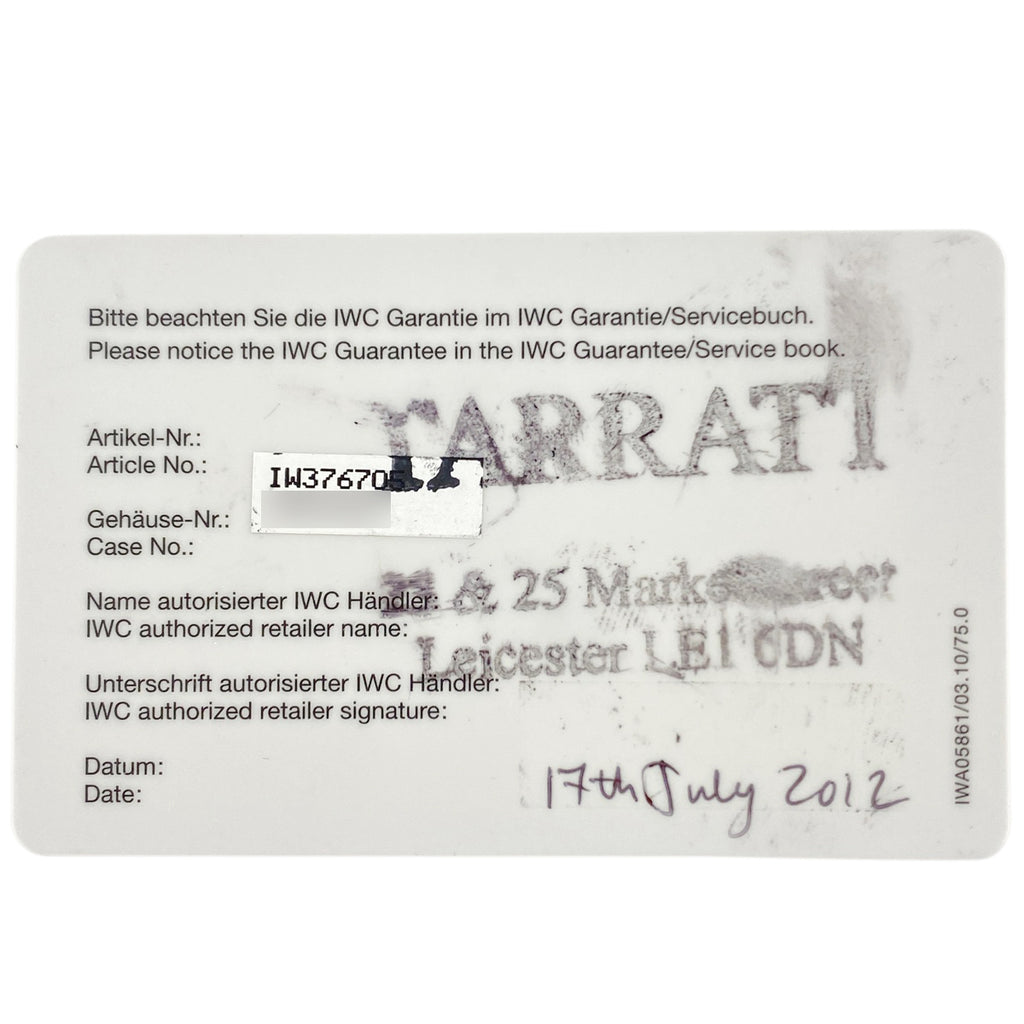 Bitte beachten Sie die IWC Garantie im IWC Garantie/Servicebuch.
Please notice the IWC Guarantee in the IWC Guarantee/Service book.
TARRATT
Artikel-Nr.:
Article No.:
IW376705
Gehäuse-Nr.:
Case No.:
& 25 Market Street
Leicester LE1 6DN
Name autorisierter IWC Händler:
IWC authorized retailer name:
Unterschrift autorisierter IWC Händler:
IWC authorized retailer signature:
Datum:
Date:
17th July 2012
IWA05861/03.10/75.0